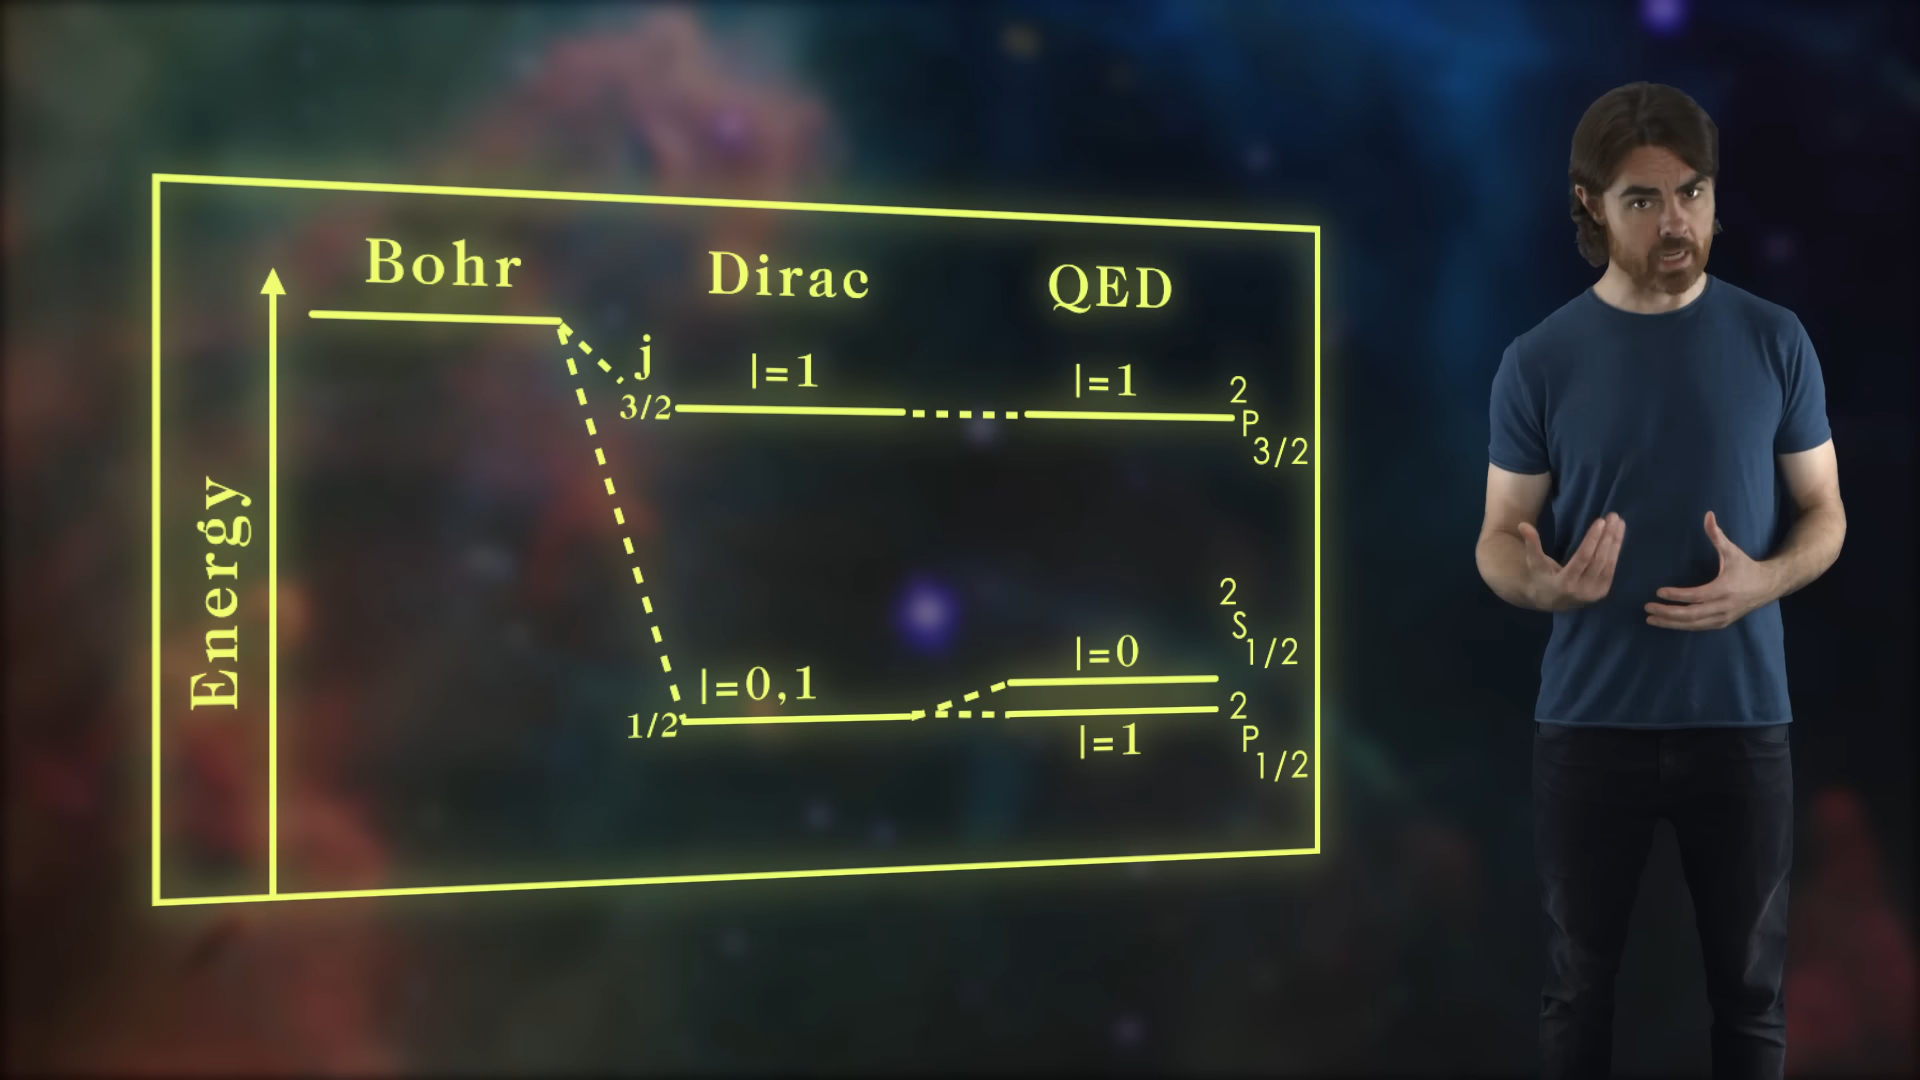 Bohr
Dirac
QED
j
|=1
|=1
3/2
2
P
3/2
Energy
|=0,1
|=0
2
S
1/2
1/2
|=1
2
P
1/2